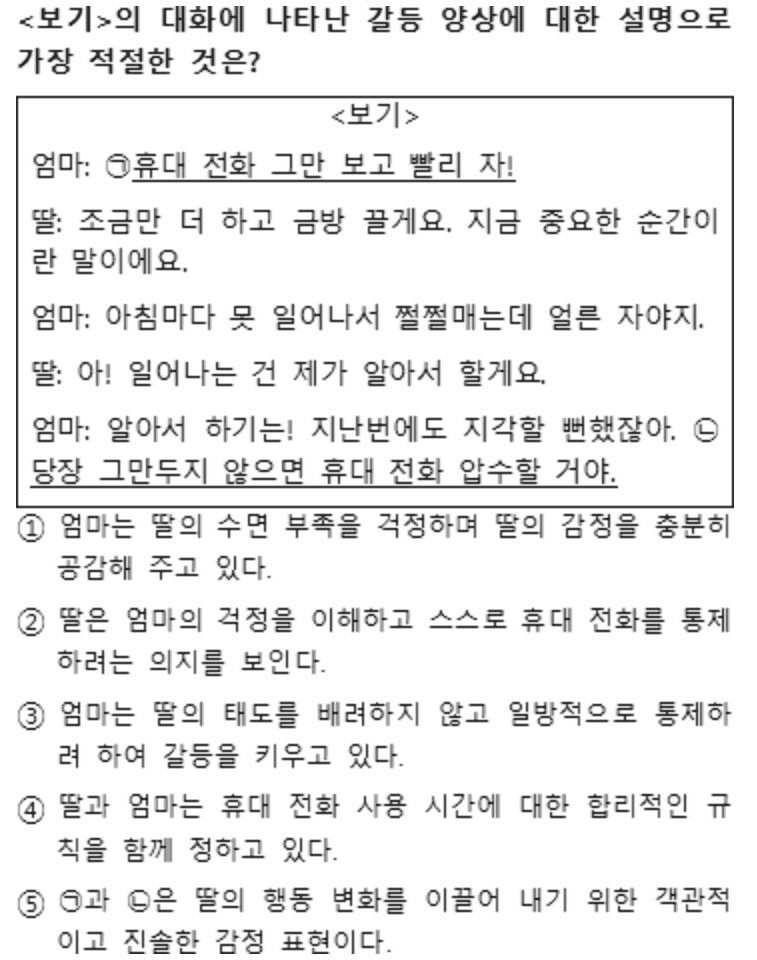 <보기>의 대화에 나타난 갈등 양상에 대한 설명으로
가장 적절한 것은?
<보기>
엄마: ㉠휴대 전화 그만 보고 빨리 자!
딸: 조금만 더 하고 금방 끌게요. 지금 중요한 순간이
란 말이에요.
엄마: 아침마다 못 일어나서 쩔쩔매는데 얼른 자야지.
딸: 아! 일어나는 건 제가 알아서 할게요.
엄마: 알아서 하기는! 지난번에도 지각할 뻔했잖아. ㉡
당장 그만두지 않으면 휴대 전화 압수할 거야.
① 엄마는 딸의 수면 부족을 걱정하며 딸의 감정을 충분히
공감해 주고 있다.
② 딸은 엄마의 걱정을 이해하고 스스로 휴대 전화를 통제
하려는 의지를 보인다.
③ 엄마는 딸의 태도를 배려하지 않고 일방적으로 통제하
려 하여 갈등을 키우고 있다.
④ 딸과 엄마는 휴대 전화 사용 시간에 대한 합리적인 규
칙을 함께 정하고 있다.
⑤ ㉠과 ㉡은 딸의 행동 변화를 이끌어 내기 위한 객관적
이고 진솔한 감정 표현이다.